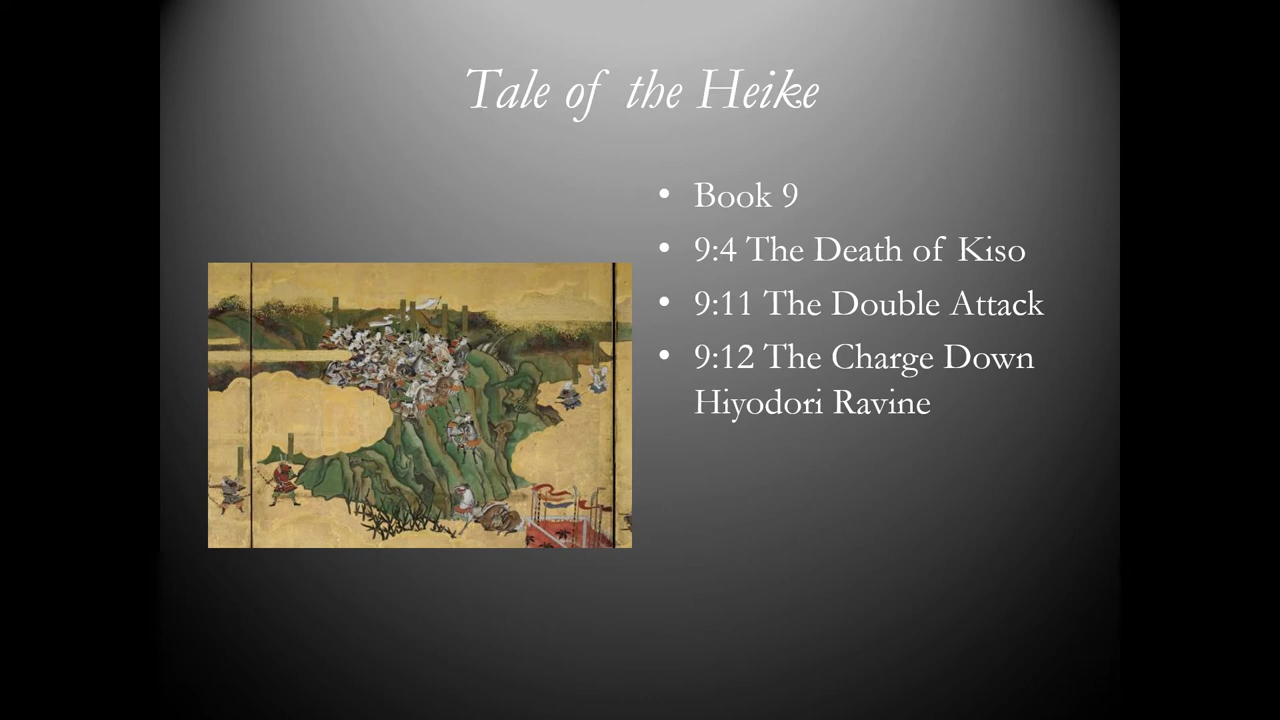 Tale of the Heike
• Book 9
• 9:4 The Death of Kiso
• 9:11 The Double Attack
• 9:12 The Charge Down
Hiyodori Ravine